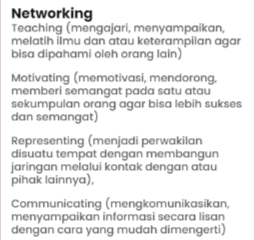 Networking
Teaching (mengajari, menyampaikan,
melatih ilmu dan atau keterampilan agar
bisa dipahami oleh orang lain)
Motivating (memotivasi, mendorong,
memberi semangat pada satu atau
sekumpulan orang agar bisa lebih sukses
dan semangat)
Representing (menjadi perwakilan
disuatu tempat dengan membangun
jaringan melalui kontak dengan atau
pihak lainnya),
Communicating (mengkomunikasikan,
menyampaikan informasi secara lisan
dengan cara yang mudah dimengerti)